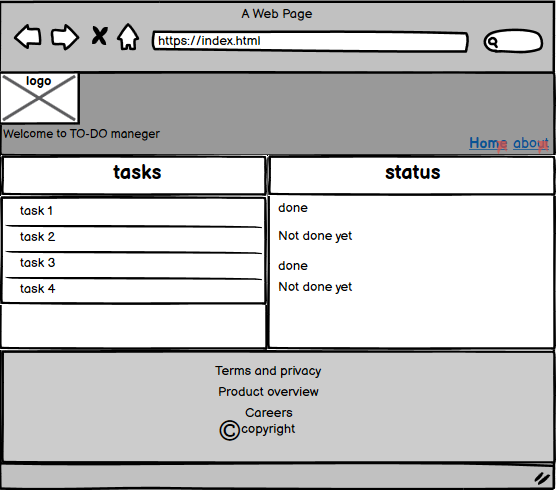 A Web Page
https://index.html
logo
Welcome to TO-DO maneger
Home about
tasks
status
task 1
done
task 2
Not done yet
task 3
done
task 4
Not done yet
Terms and privacy
Product overview
Careers
© copyright